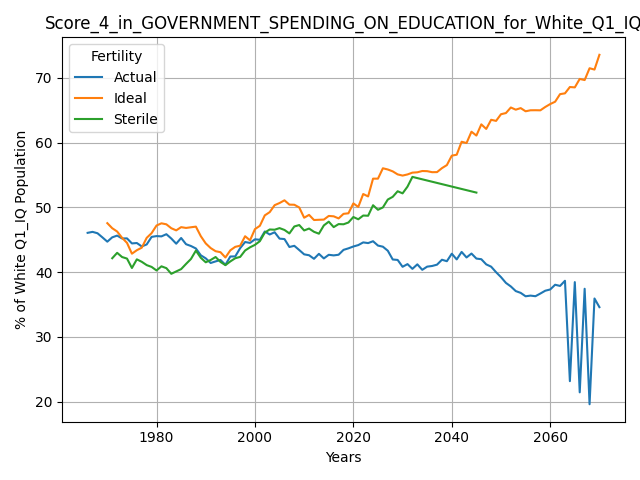 Score_4_in_GOVERNMENT_SPENDING_ON_EDUCATION_for_White_Q1_IQ
Fertility
Actual
Ideal
Sterile
% of White Q1_IQ Population
70
60
50
40
30
20
1980
2000
2020
2040
2060
Years